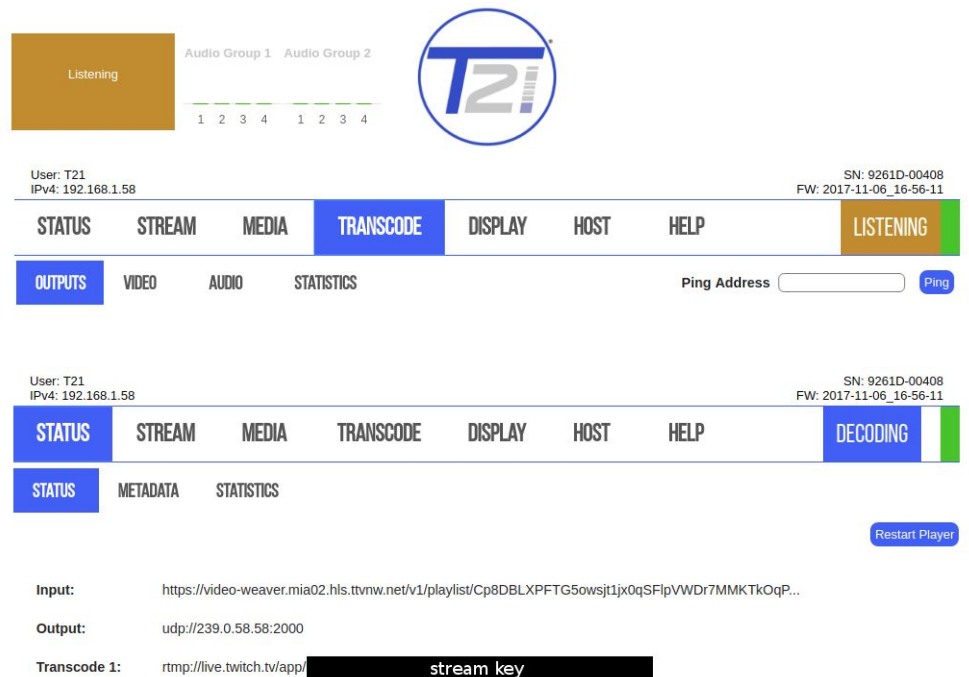 Listening
Audio Group 1 Audio Group 2
1 2 3 4 1 2 3 4
T21
User: T21
IPv4: 192.168.1.58
SN: 9261D-00408
FW: 2017-11-06_16-56-11
STATUS STREAM MEDIA TRANSCODE DISPLAY HOST HELP LISTENING
OUTPUTS VIDEO AUDIO STATISTICS Ping Address Ping
User: T21
IPv4: 192.168.1.58
SN: 9261D-00408
FW: 2017-11-06_16-56-11
STATUS STREAM MEDIA TRANSCODE DISPLAY HOST HELP DECODING
STATUS METADATA STATISTICS
Restart Player
Input: https://video-weaver.mia02.hls.ttvnw.net/v1/playlist/Cp8DBLXPFTG5owsjt1jx0qSFlpVWDr7MMKTkOqP...
Output: udp://239.0.58.58:2000
Transcode 1: rtmp://live.twitch.tv/app/ stream key